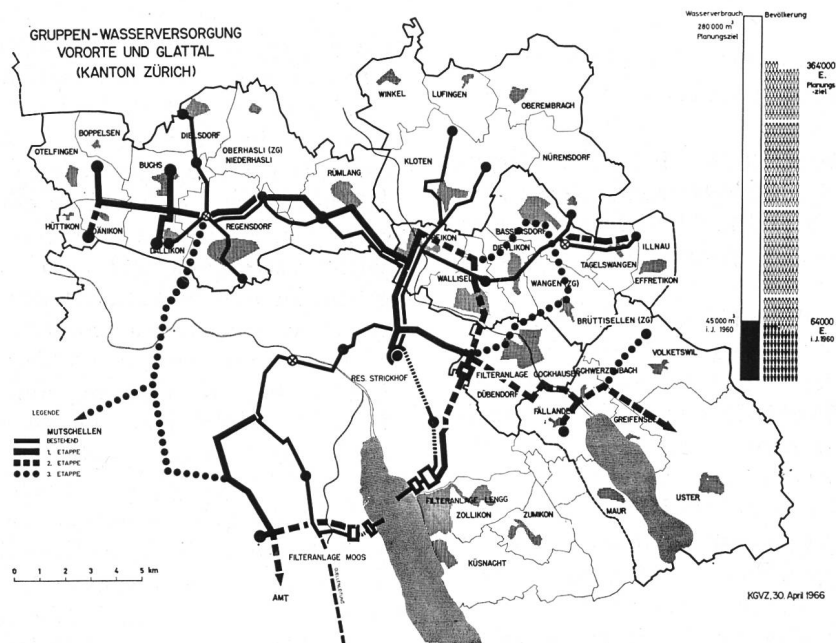 GRUPPEN-WASSERVERSORGUNG
VORORTE UND GLATTAL
(KANTON ZÜRICH)
Wasserverbrauch
280 000 m³
Planungsziel
Bevölkerung
364'000
E.
Planungs
-ziel
45 000 m³
i. J. 1960
64'000
E.
i. J. 1960
WINKEL
LUFINGEN
OBEREMBRACH
BOPPELSEN
DIELSDORF
OTELFINGEN
BUCHS
OBERHASLI (ZG)
NIEDERHASLI
RÜMLANG
KLOTEN
NÜRENSDORF
HÜTTIKON
DÄNIKON
DÄLLIKON
REGENSDORF
BASSERSDORF
DIETLIKON
ILLNAU
TAGELSWANGEN
EFFRETIKON
WALLISEL
WANGEN (ZG)
BRÜTTISELLEN (ZG)
VOLKETSWIL
RES. STRICKHOF
FILTERANLAGE GOCKHAUSEN
SCHWERZENBACH
DÜBENDORF
FÄLLANDEN
GREIFENSEE
LEGENDE
MUTSCHELLEN
BESTEHEND
1. ETAPPE
2. ETAPPE
3. ETAPPE
FILTERANLAGE LENGG
ZOLLIKON
ZUMIKON
MAUR
USTER
FILTERANLAGE MOOS
KÜSNACHT
0 1 2 3 4 5 km
AMT
KGVZ, 30. April 1966